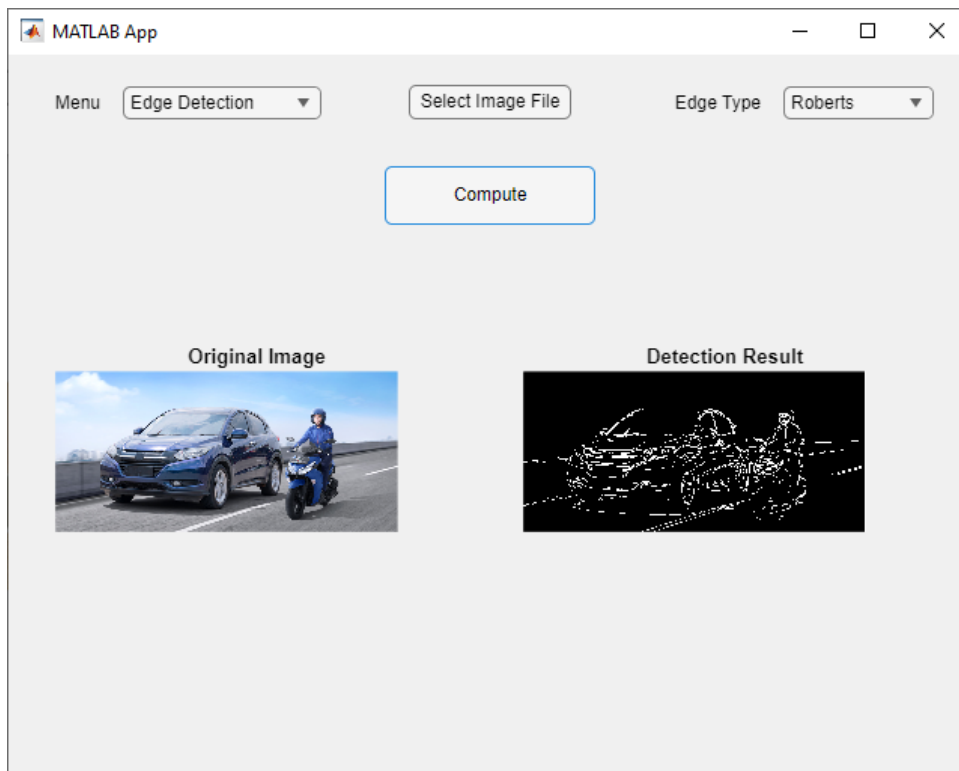 MATLAB App
Menu Edge Detection Select Image File Edge Type Roberts
Compute
Original Image Detection Result